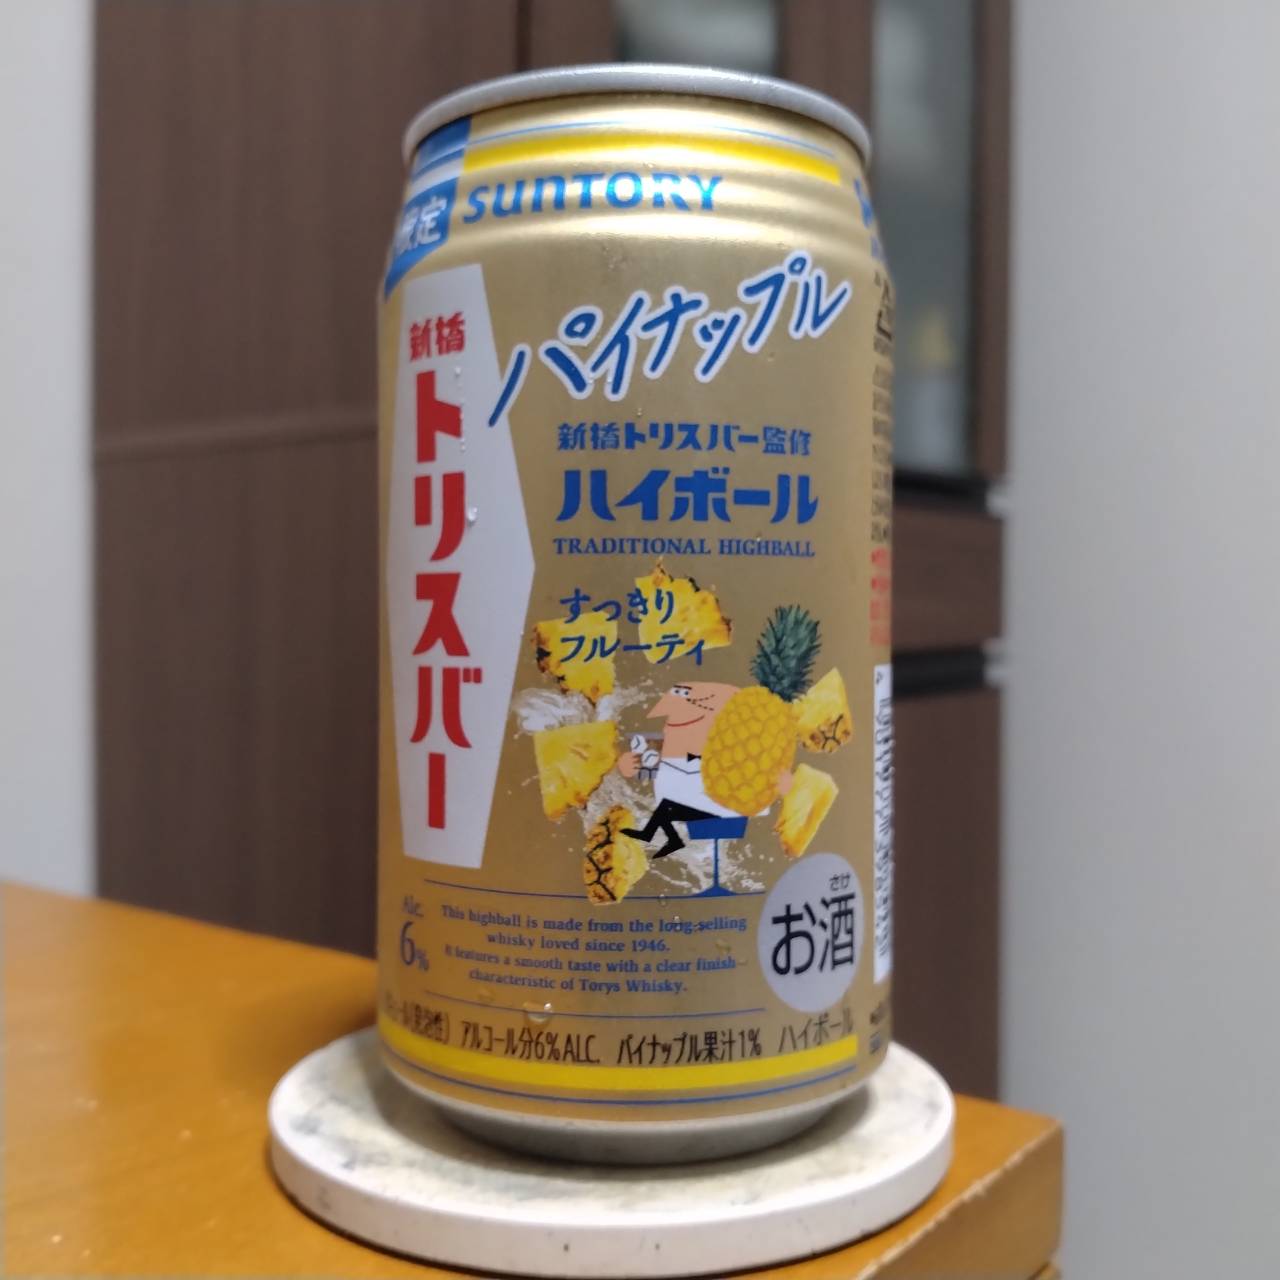 限定
SUNTORY
パイナップル
新橋
トリスバー
新橋トリスバー監修
ハイボール
TRADITIONAL HIGHBALL
すっきり
フルーティ
さけ
お酒
Alc.
6%
This highball is made from the long-selling
whisky loved since 1946.
It features a smooth taste with a clear finish
characteristic of Torys Whisky.
(発泡性) アルコール分6%ALC. パイナップル果汁1% ハイボール